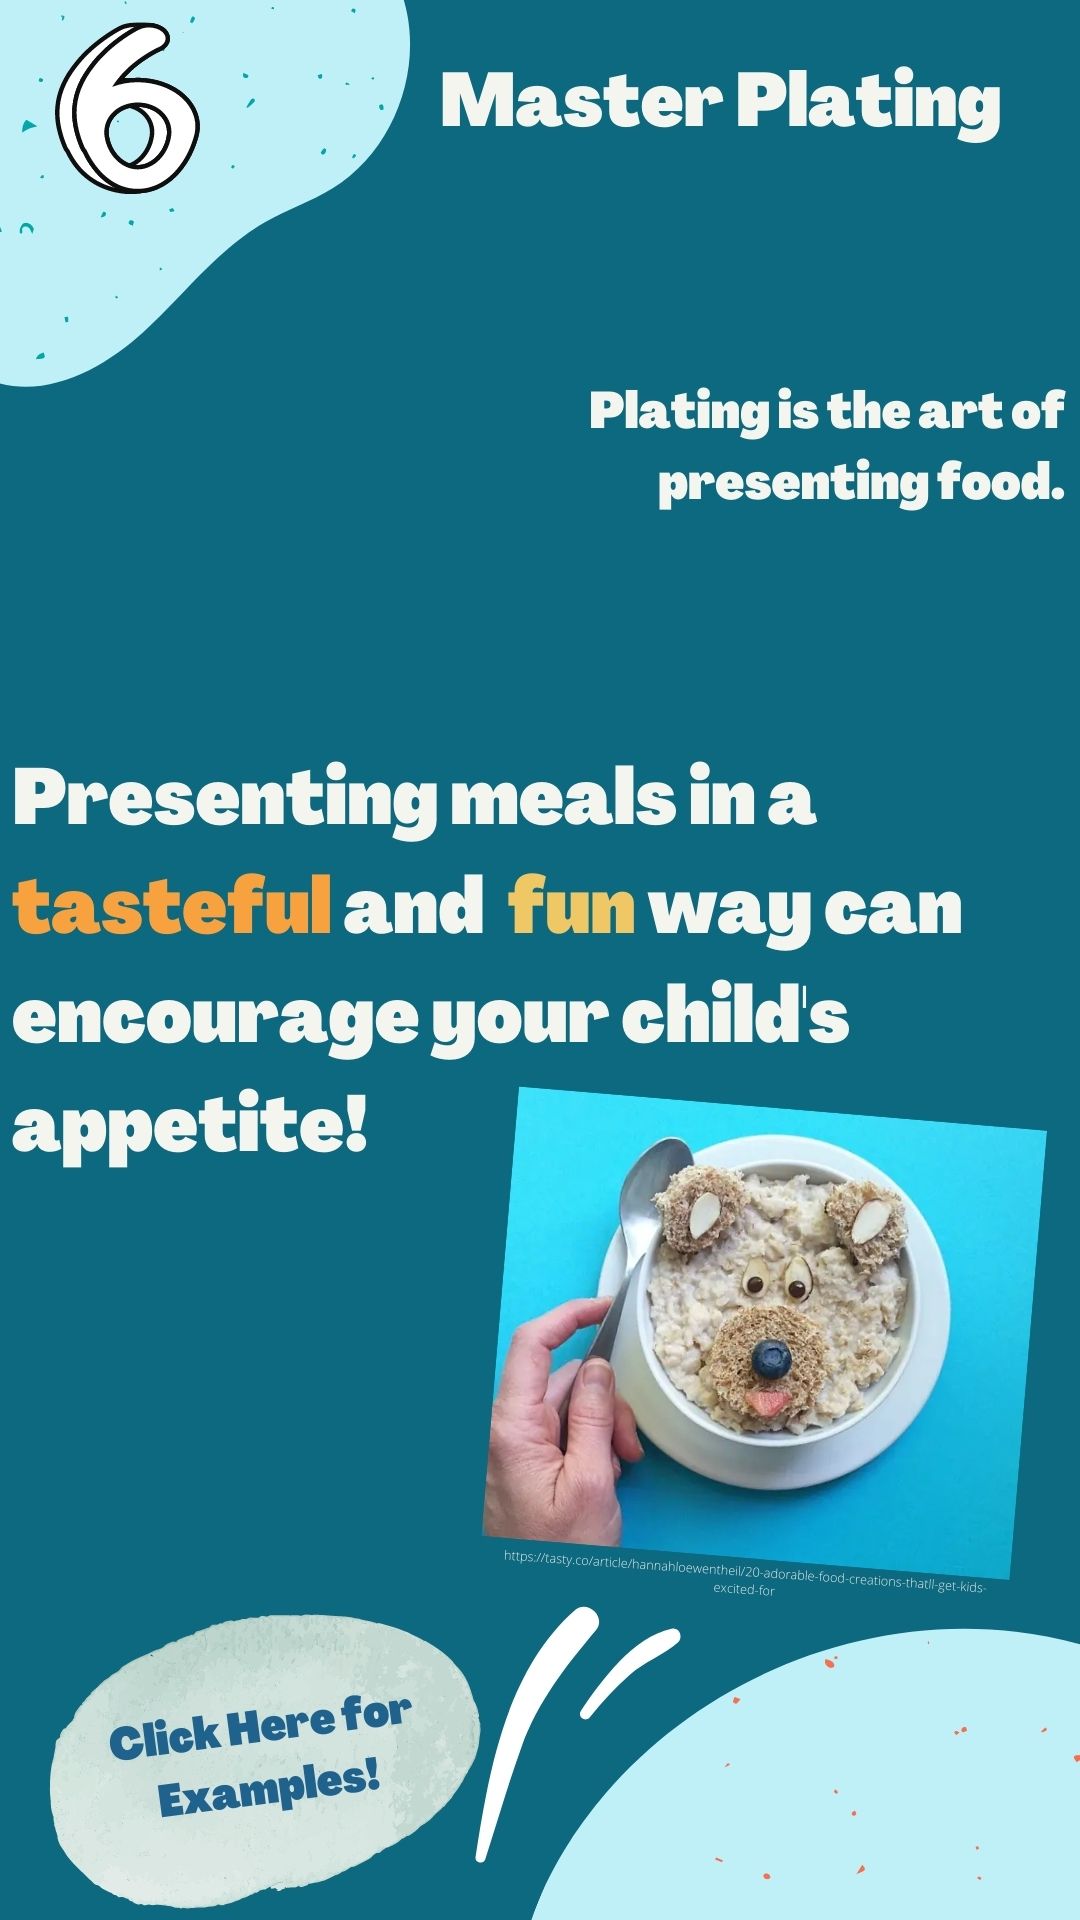 6
Master Plating
Plating is the art of
presenting food.
Presenting meals in a
tasteful and fun way can
encourage your child's
appetite!
https://tasty.co/article/hannahloewentheil/20-adorable-food-creations-thatll-get-kids-
excited-for
Click Here for
Examples!